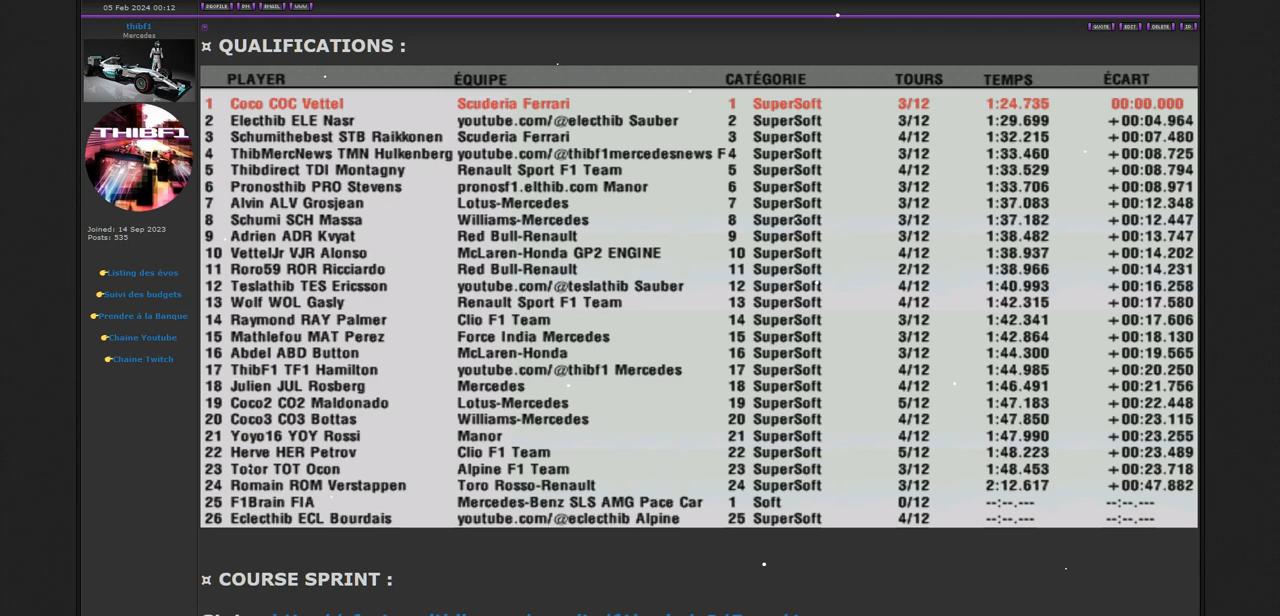 05 Feb 2024 00:12
PROFILE PM EMAIL WWW
thibf1
Mercedes
THIBF1
Joined: 14 Sep 2023
Posts: 535
Listing des évos
Suivi des budgets
Prendre à la Banque
Chaine Youtube
Chaine Twitch
QUOTE EDIT DELETE IP
¤ QUALIFICATIONS :
PLAYER ÉQUIPE CATÉGORIE TOURS TEMPS ÉCART
1 Coco COC Vettel Scuderia Ferrari 1 SuperSoft 3/12 1:24.735 00:00.000
2 Electhib ELE Nasr youtube.com/@electhib Sauber 2 SuperSoft 3/12 1:29.699 +00:04.964
3 Schumithebest STB Raikkonen Scuderia Ferrari 3 SuperSoft 4/12 1:32.215 +00:07.480
4 ThibMercNews TMN Hulkenberg youtube.com/@thibf1mercedesnews F 4 SuperSoft 3/12 1:33.460 +00:08.725
5 Thibdirect TDI Montagny Renault Sport F1 Team 5 SuperSoft 4/12 1:33.529 +00:08.794
6 Pronosthib PRO Stevens pronosf1.elthib.com Manor 6 SuperSoft 3/12 1:33.706 +00:08.971
7 Alvin ALV Grosjean Lotus-Mercedes 7 SuperSoft 3/12 1:37.083 +00:12.348
8 Schumi SCH Massa Williams-Mercedes 8 SuperSoft 3/12 1:37.182 +00:12.447
9 Adrien ADR Kvyat Red Bull-Renault 9 SuperSoft 3/12 1:38.482 +00:13.747
10 VettelJr VJR Alonso McLaren-Honda GP2 ENGINE 10 SuperSoft 4/12 1:38.937 +00:14.202
11 Roro59 ROR Ricciardo Red Bull-Renault 11 SuperSoft 2/12 1:38.966 +00:14.231
12 Teslathib TES Ericsson youtube.com/@teslathib Sauber 12 SuperSoft 4/12 1:40.993 +00:16.258
13 Wolf WOL Gasly Renault Sport F1 Team 13 SuperSoft 4/12 1:42.315 +00:17.580
14 Raymond RAY Palmer Clio F1 Team 14 SuperSoft 3/12 1:42.341 +00:17.606
15 Mathlefou MAT Perez Force India Mercedes 15 SuperSoft 3/12 1:42.864 +00:18.130
16 Abdel ABD Button McLaren-Honda 16 SuperSoft 3/12 1:44.300 +00:19.565
17 ThibF1 TF1 Hamilton youtube.com/@thibf1 Mercedes 17 SuperSoft 4/12 1:44.985 +00:20.250
18 Julien JUL Rosberg Mercedes 18 SuperSoft 4/12 1:46.491 +00:21.756
19 Coco2 CO2 Maldonado Lotus-Mercedes 19 SuperSoft 5/12 1:47.183 +00:22.448
20 Coco3 CO3 Bottas Williams-Mercedes 20 SuperSoft 4/12 1:47.850 +00:23.115
21 Yoyo16 YOY Rossi Manor 21 SuperSoft 4/12 1:47.990 +00:23.255
22 Herve HER Petrov Clio F1 Team 22 SuperSoft 5/12 1:48.223 +00:23.489
23 Totor TOT Ocon Alpine F1 Team 23 SuperSoft 3/12 1:48.453 +00:23.718
24 Romain ROM Verstappen Toro Rosso-Renault 24 SuperSoft 3/12 2:12.617 +00:47.882
25 F1Brain FIA Mercedes-Benz SLS AMG Pace Car 1 Soft 0/12 --:--.--- --:--.---
26 Eclecthib ECL Bourdais youtube.com/@eclecthib Alpine 25 SuperSoft 4/12 --:--.--- --:--.---
¤ COURSE SPRINT :